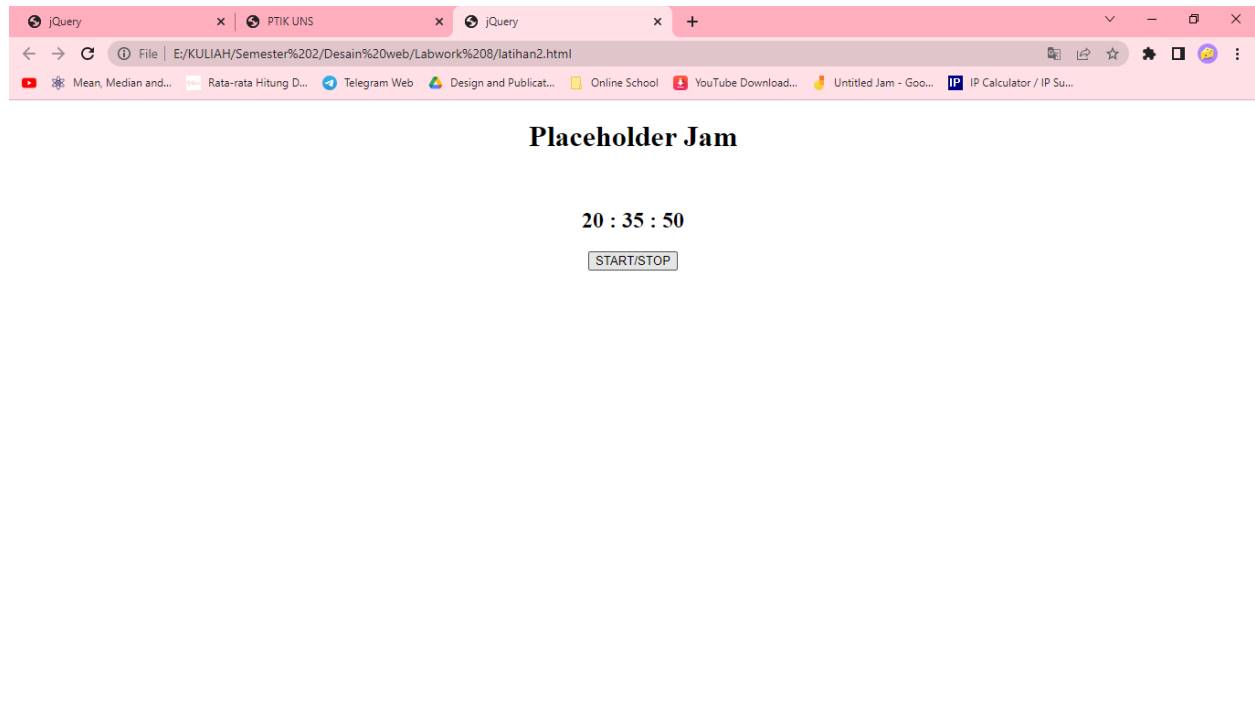 jQuery
PTIK UNS
jQuery
File | E:/KULIAH/Semester%202/Desain%20web/Labwork%208/latihan2.html
Mean, Median and... Rata-rata Hitung D... Telegram Web Design and Publicat... Online School YouTube Download... Untitled Jam - Goo... IP IP Calculator / IP Su...
Placeholder Jam
20 : 35 : 50
START/STOP